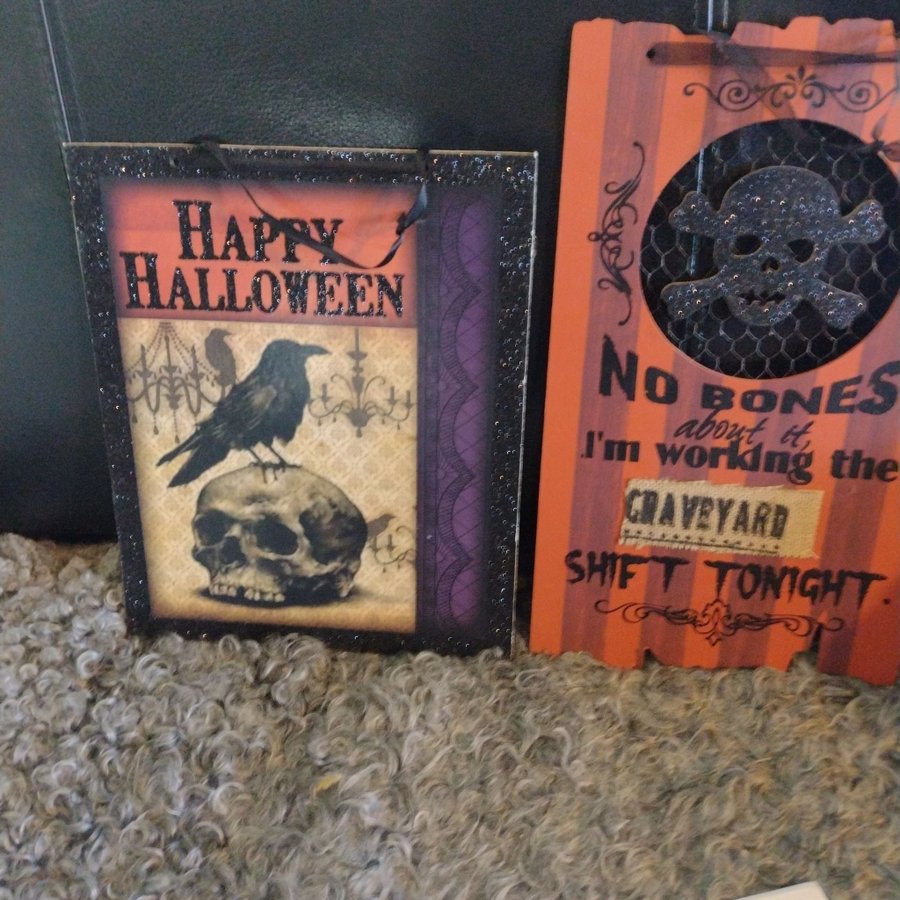 HAPPY
HALLOWEEN
NO BONES
about it,
I'm working the
GRAVEYARD
SHIFT TONIGHT.